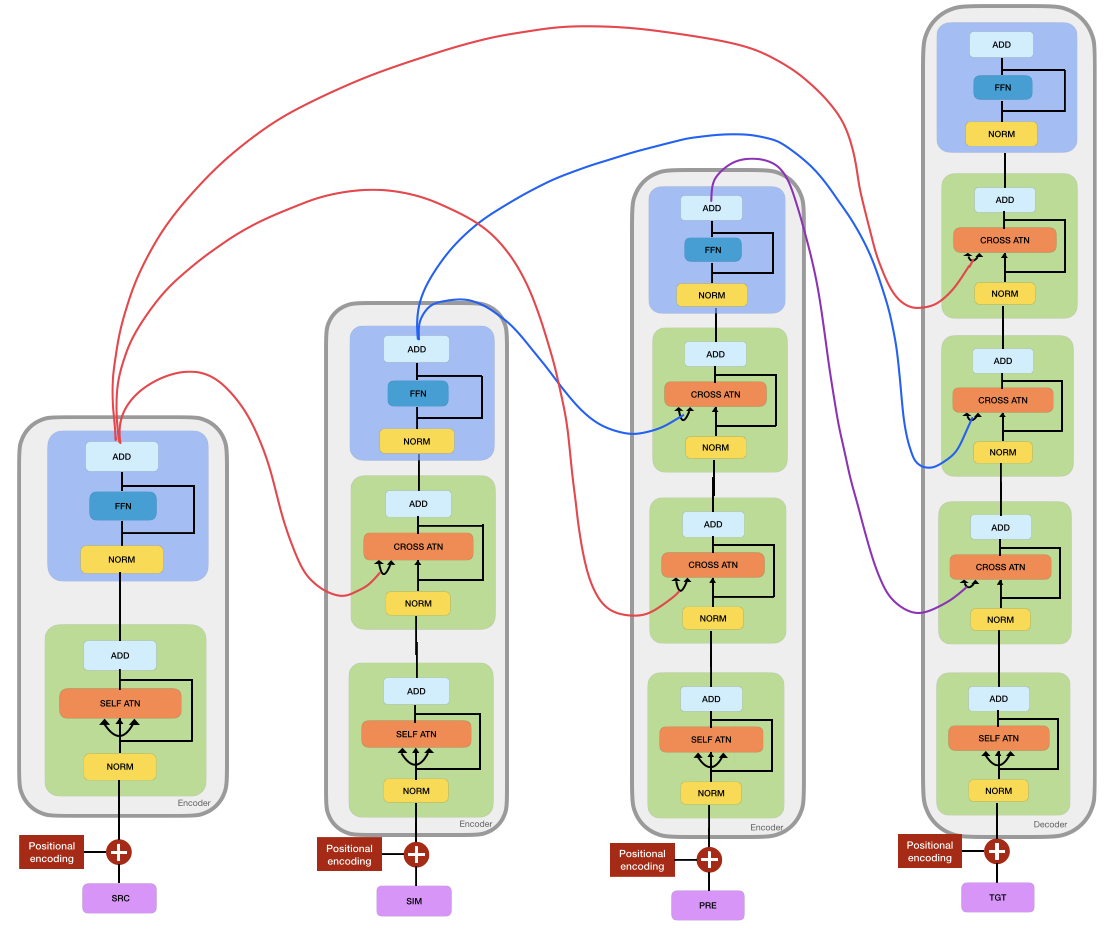 ADD
FFN
NORM
ADD
SELF ATN
NORM
Encoder
Positional
encoding
SRC
ADD
FFN
NORM
ADD
CROSS ATN
NORM
ADD
SELF ATN
NORM
Encoder
Positional
encoding
SIM
ADD
FFN
NORM
ADD
CROSS ATN
NORM
ADD
CROSS ATN
NORM
ADD
SELF ATN
NORM
Encoder
Positional
encoding
PRE
ADD
FFN
NORM
ADD
CROSS ATN
NORM
ADD
CROSS ATN
NORM
ADD
CROSS ATN
NORM
ADD
SELF ATN
NORM
Decoder
Positional
encoding
TGT